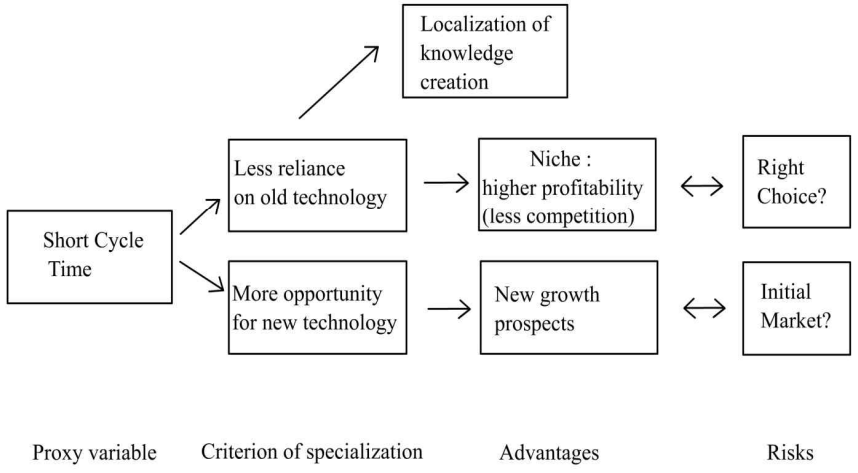 Localization of
knowledge
creation
Less reliance
on old technology
Niche :
higher profitability
(less competition)
Right
Choice?
Short Cycle
Time
More opportunity
for new technology
New growth
prospects
Initial
Market?
Proxy variable
Criterion of specialization
Advantages
Risks